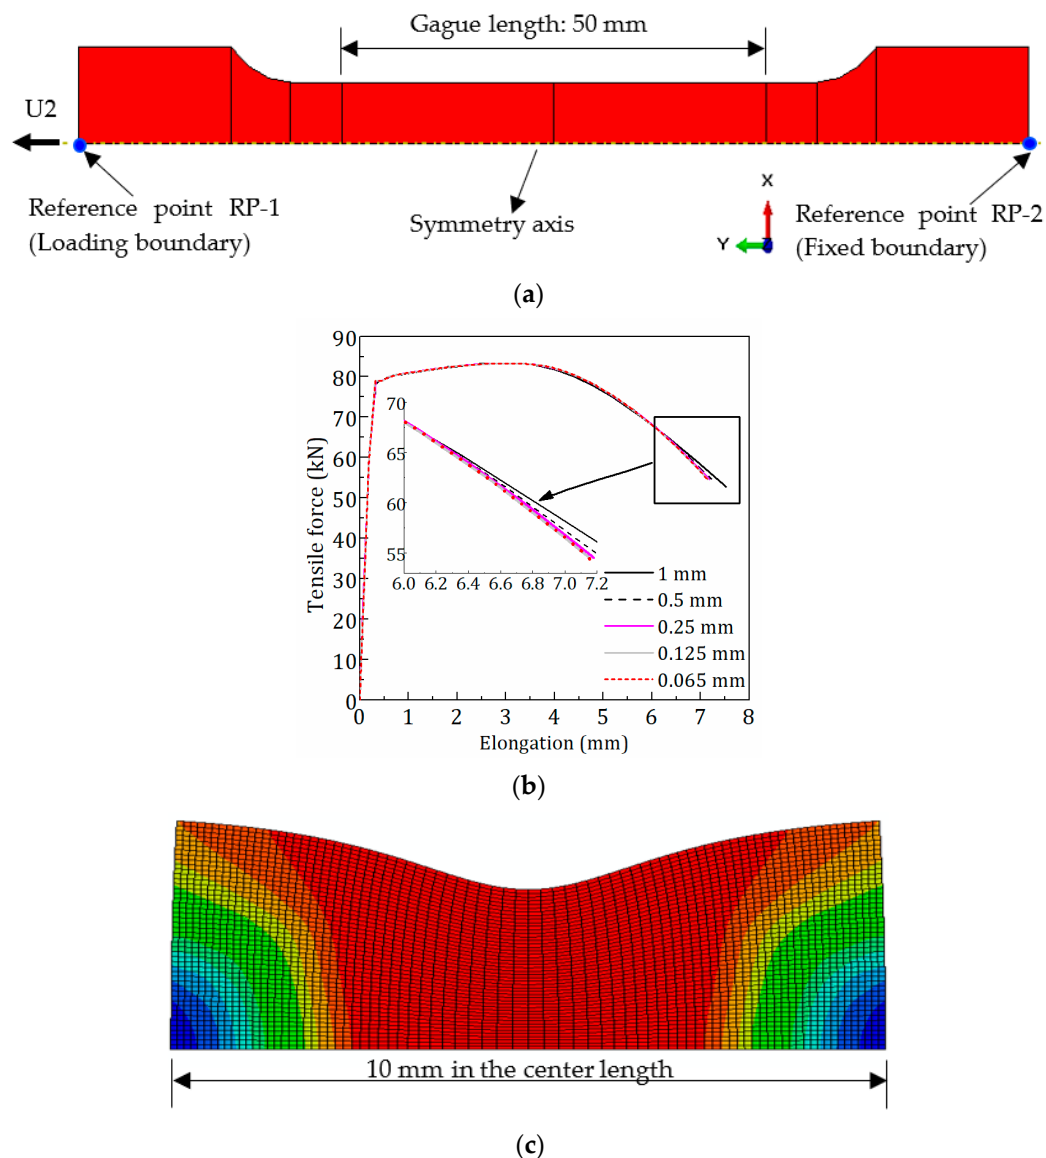 Gague length: 50 mm
U2
Reference point RP-1
(Loading boundary)
Symmetry axis
X
Y
Reference point RP-2
(Fixed boundary)
(a)
90
80
70
60
50
40
30
20
10
0
Tensile force (kN)
70
65
60
55
6.0 6.2 6.4 6.6 6.8 7.0 7.2
1 mm
0.5 mm
0.25 mm
0.125 mm
0.065 mm
0 1 2 3 4 5 6 7 8
Elongation (mm)
(b)
10 mm in the center length
(c)